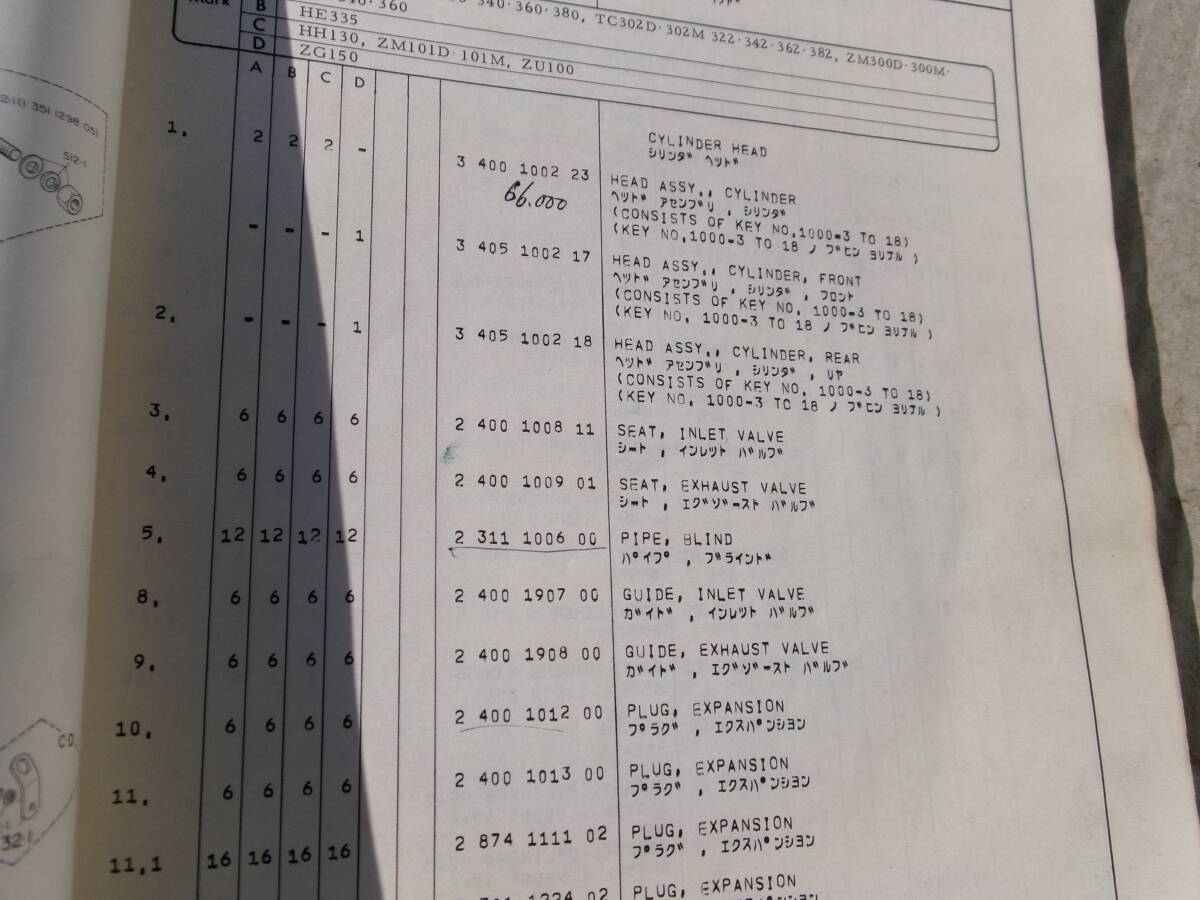 340·360
340·360·380, TC302D·302M 322·342·362·382, ZM300D·300M·
B
C HE335
HH130, ZM101D·101M, ZU100
D ZG150
A B C D
2-1(1 351 1298 05)
S12-1
CYLINDER HEAD
シリンダ ヘッド
1. 2 2 2 - 3 400 1002 23 HEAD ASSY., CYLINDER
66.000
ヘッド アセンブリ , シリンダ
(CONSISTS OF KEY NO,1000-3 TO 18)
(KEY NO,1000-3 TO 18 ノ ブヒン ヨリナル )
- - - 1 3 405 1002 17 HEAD ASSY., CYLINDER, FRONT
ヘッド アセンブリ , シリンダ , フロント
(CONSISTS OF KEY NO, 1000-3 TO 18)
(KEY NO, 1000-3 TO 18 ノ ブヒン ヨリナル )
2. - - - 1 3 405 1002 18 HEAD ASSY., CYLINDER, REAR
ヘッド アセンブリ , シリンダ , リヤ
(CONSISTS OF KEY NO, 1000-3 TO 18)
(KEY NO, 1000-3 TO 18 ノ ブヒン ヨリナル )
3. 6 6 6 6 2 400 1008 11 SEAT, INLET VALVE
シート , インレット バルブ
4. 6 6 6 6 2 400 1009 01 SEAT, EXHAUST VALVE
シート , エグゾースト バルブ
5. 12 12 12 12 2 311 1006 00 PIPE, BLIND
パイプ , ブラインド
8. 6 6 6 6 2 400 1907 00 GUIDE, INLET VALVE
ガイド , インレット バルブ
9. 6 6 6 6 2 400 1908 00 GUIDE, EXHAUST VALVE
ガイド , エグゾースト バルブ
10. 6 6 6 6 2 400 1012 00 PLUG, EXPANSION
プラグ , エクスパンション
11. 6 6 6 6 2 400 1013 00 PLUG, EXPANSION
プラグ , エクスパンション
11.1 16 16 16 16 2 874 1111 02 PLUG, EXPANSION
プラグ , エクスパンション
PLUG, EXPANSION
C.D.
32-1